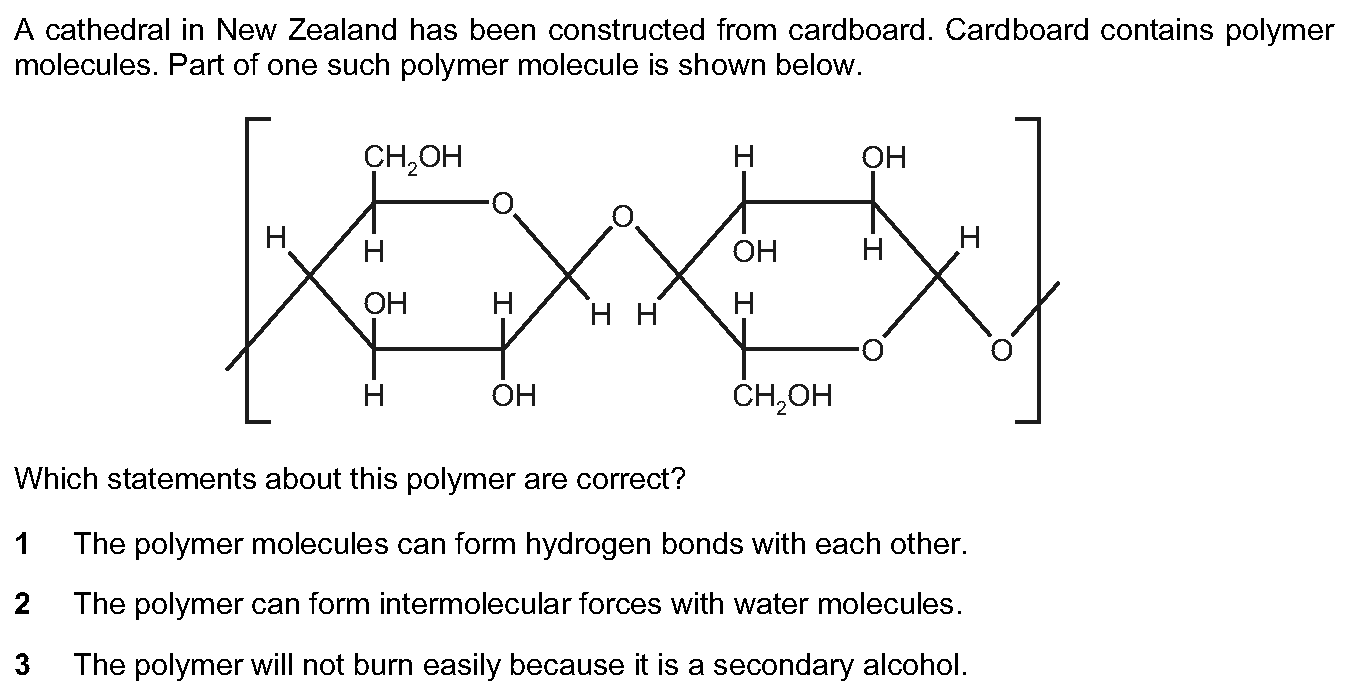 A cathedral in New Zealand has been constructed from cardboard. Cardboard contains polymer
molecules. Part of one such polymer molecule is shown below.
CH₂OH H OH
O O
H H OH H H
OH H H H H
O O
H OH CH₂OH
Which statements about this polymer are correct?
1 The polymer molecules can form hydrogen bonds with each other.
2 The polymer can form intermolecular forces with water molecules.
3 The polymer will not burn easily because it is a secondary alcohol.